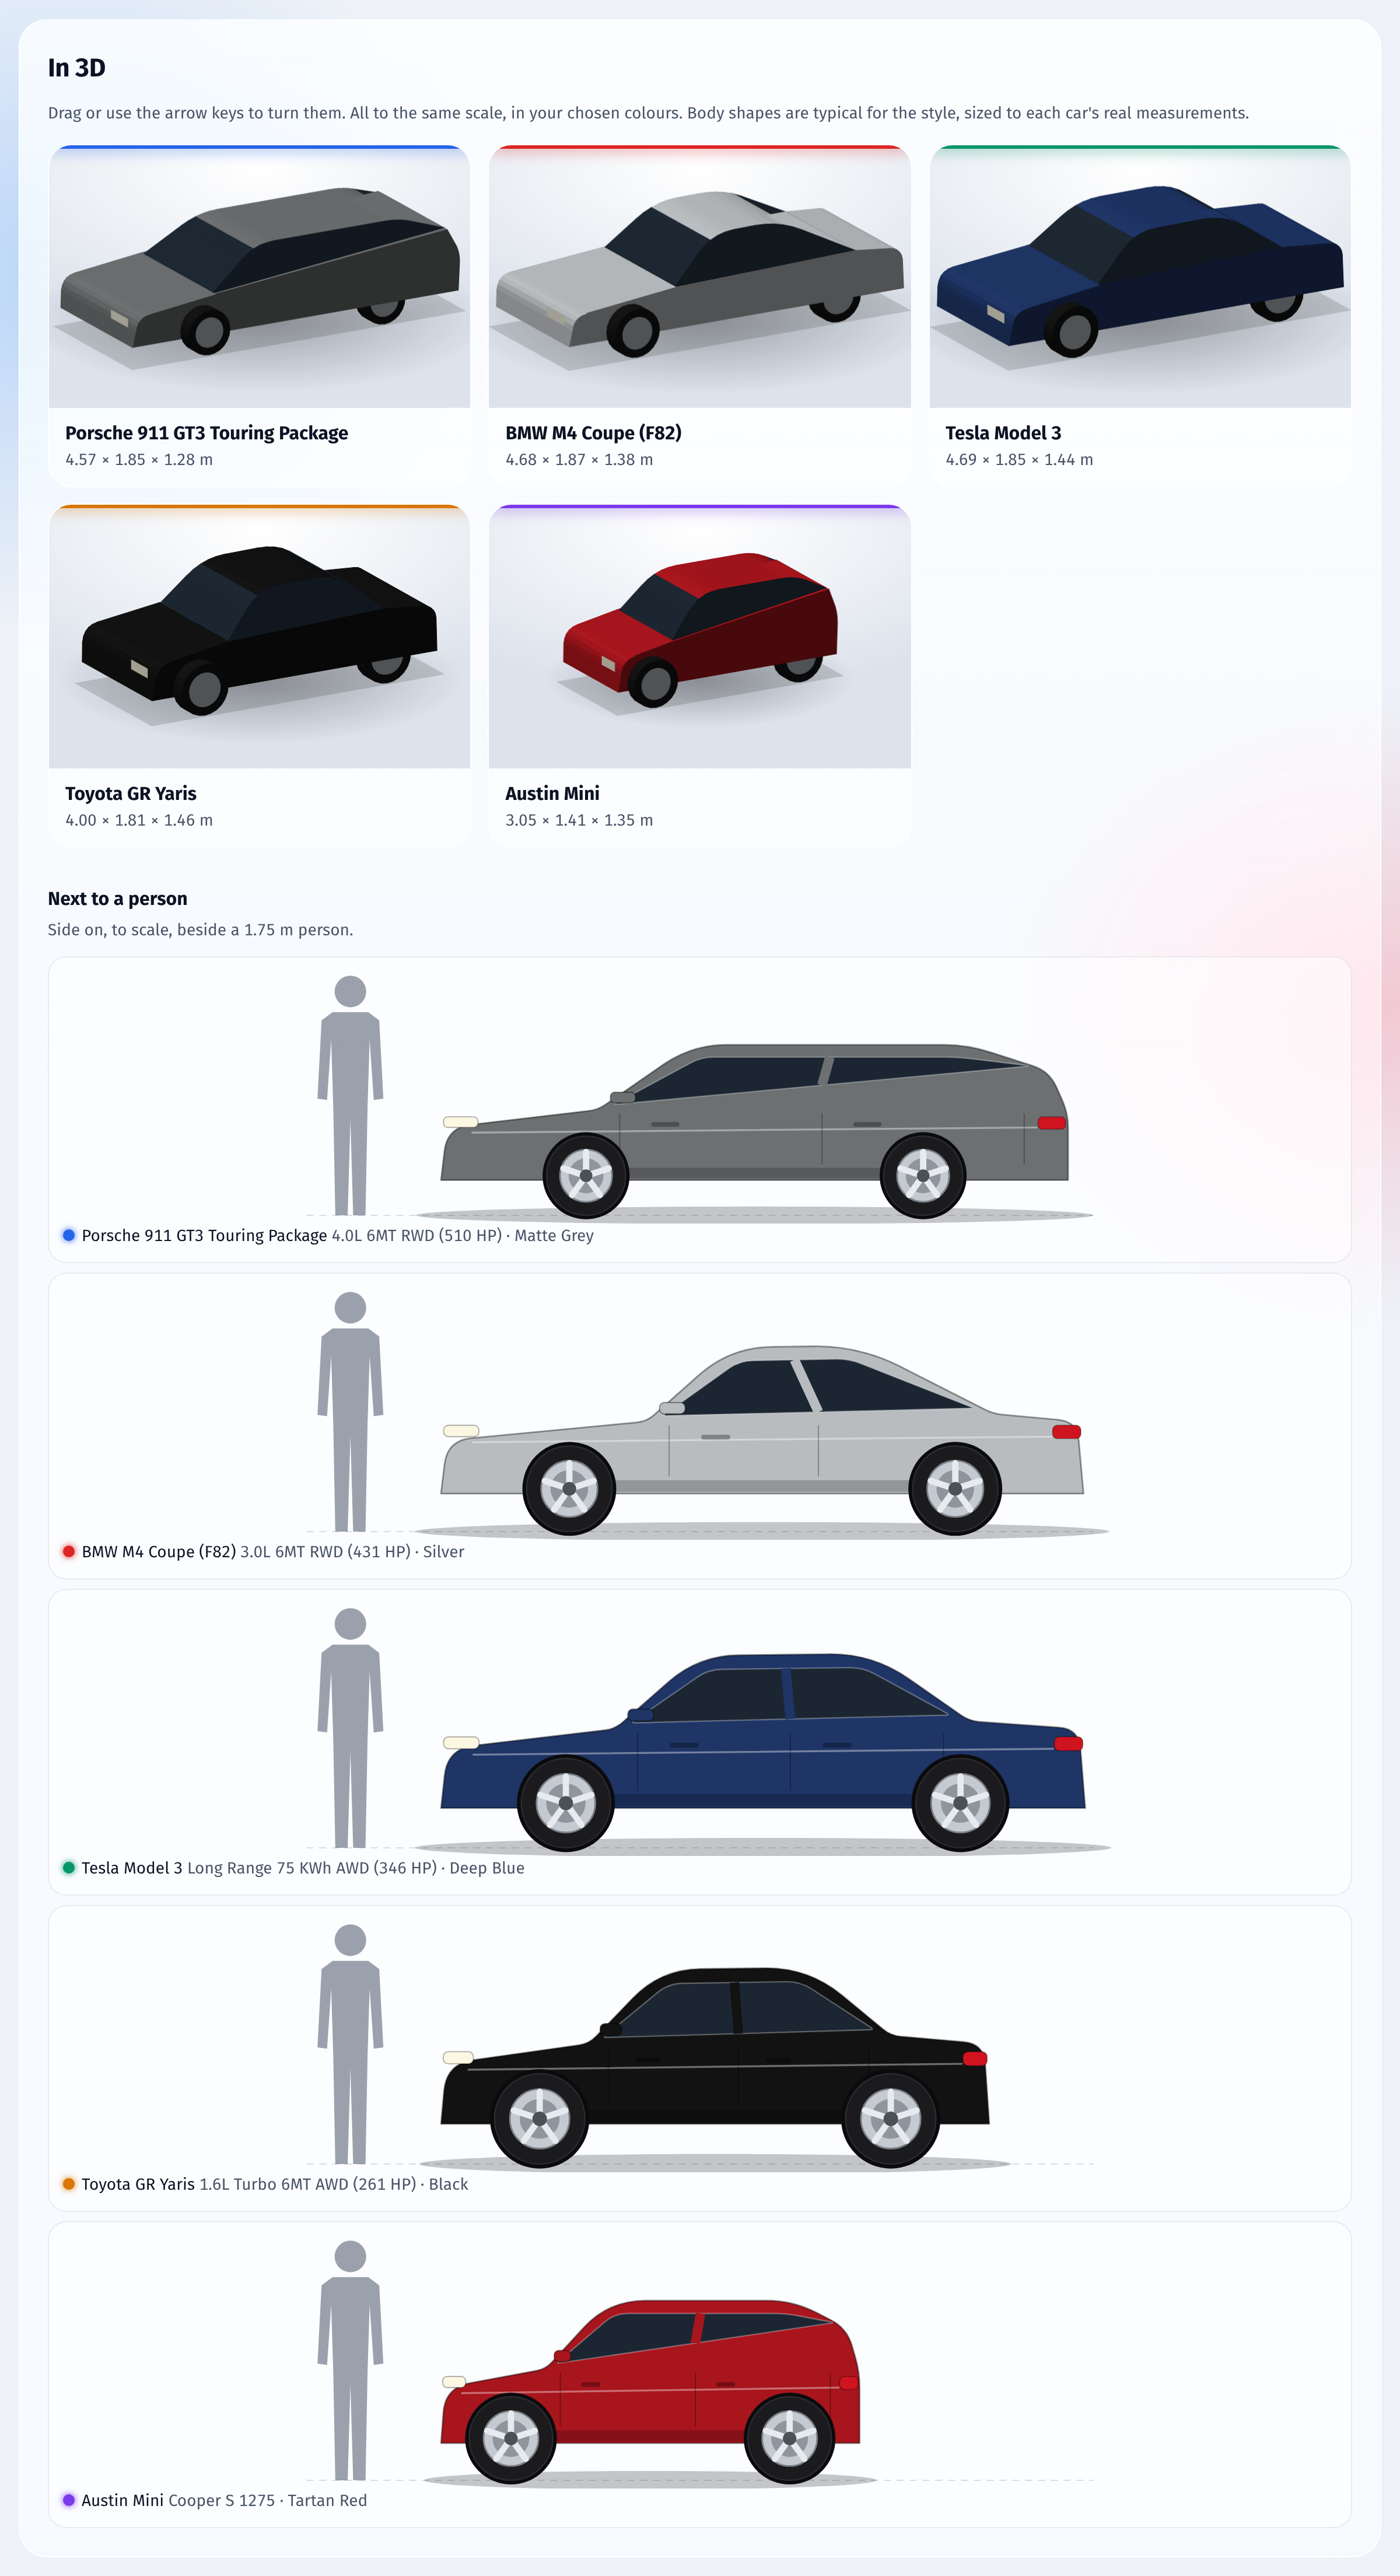 In 3D
Drag or use the arrow keys to turn them. All to the same scale, in your chosen colours. Body shapes are typical for the style, sized to each car's real measurements.
Porsche 911 GT3 Touring Package
4.57 × 1.85 × 1.28 m
BMW M4 Coupe (F82)
4.68 × 1.87 × 1.38 m
Tesla Model 3
4.69 × 1.85 × 1.44 m
Toyota GR Yaris
4.00 × 1.81 × 1.46 m
Austin Mini
3.05 × 1.41 × 1.35 m
Next to a person
Side on, to scale, beside a 1.75 m person.
Porsche 911 GT3 Touring Package 4.0L 6MT RWD (510 HP) · Matte Grey
BMW M4 Coupe (F82) 3.0L 6MT RWD (431 HP) · Silver
Tesla Model 3 Long Range 75 KWh AWD (346 HP) · Deep Blue
Toyota GR Yaris 1.6L Turbo 6MT AWD (261 HP) · Black
Austin Mini Cooper S 1275 · Tartan Red